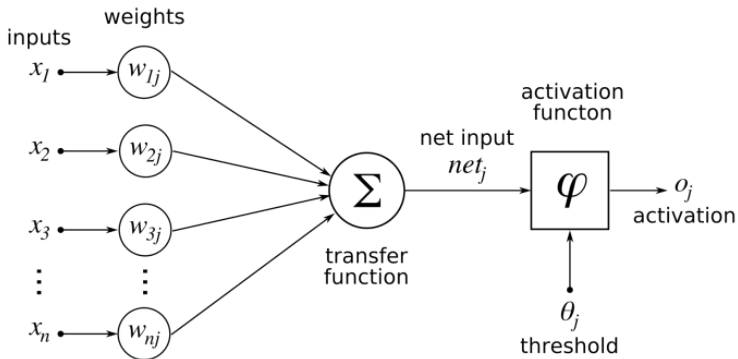 weights
inputs
x1
w1j
x2
w2j
x3
w3j
⋮
⋮
xn
wnj
Σ
transfer
function
net input
netj
activation
functon
φ
oj
activation
θj
threshold